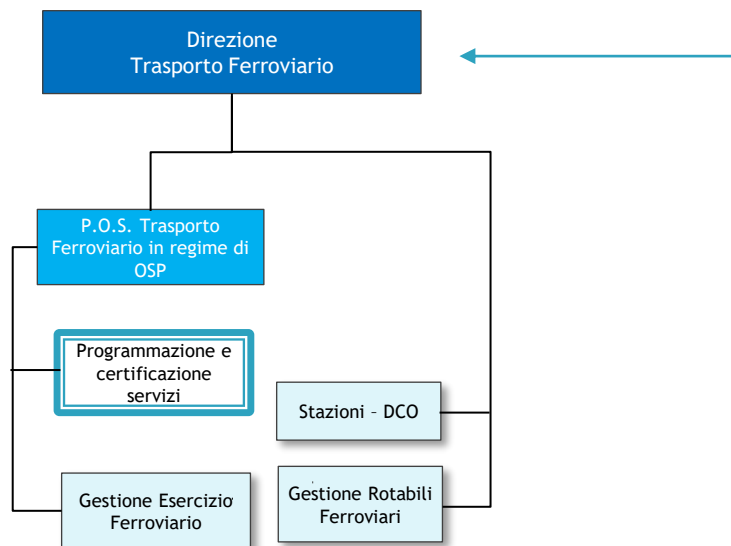 Direzione
Trasporto Ferroviario
P.O.S. Trasporto
Ferroviario in regime di
OSP
Programmazione e
certificazione
servizi
Stazioni – DCO
Gestione Esercizio
Ferroviario
Gestione Rotabili
Ferroviari